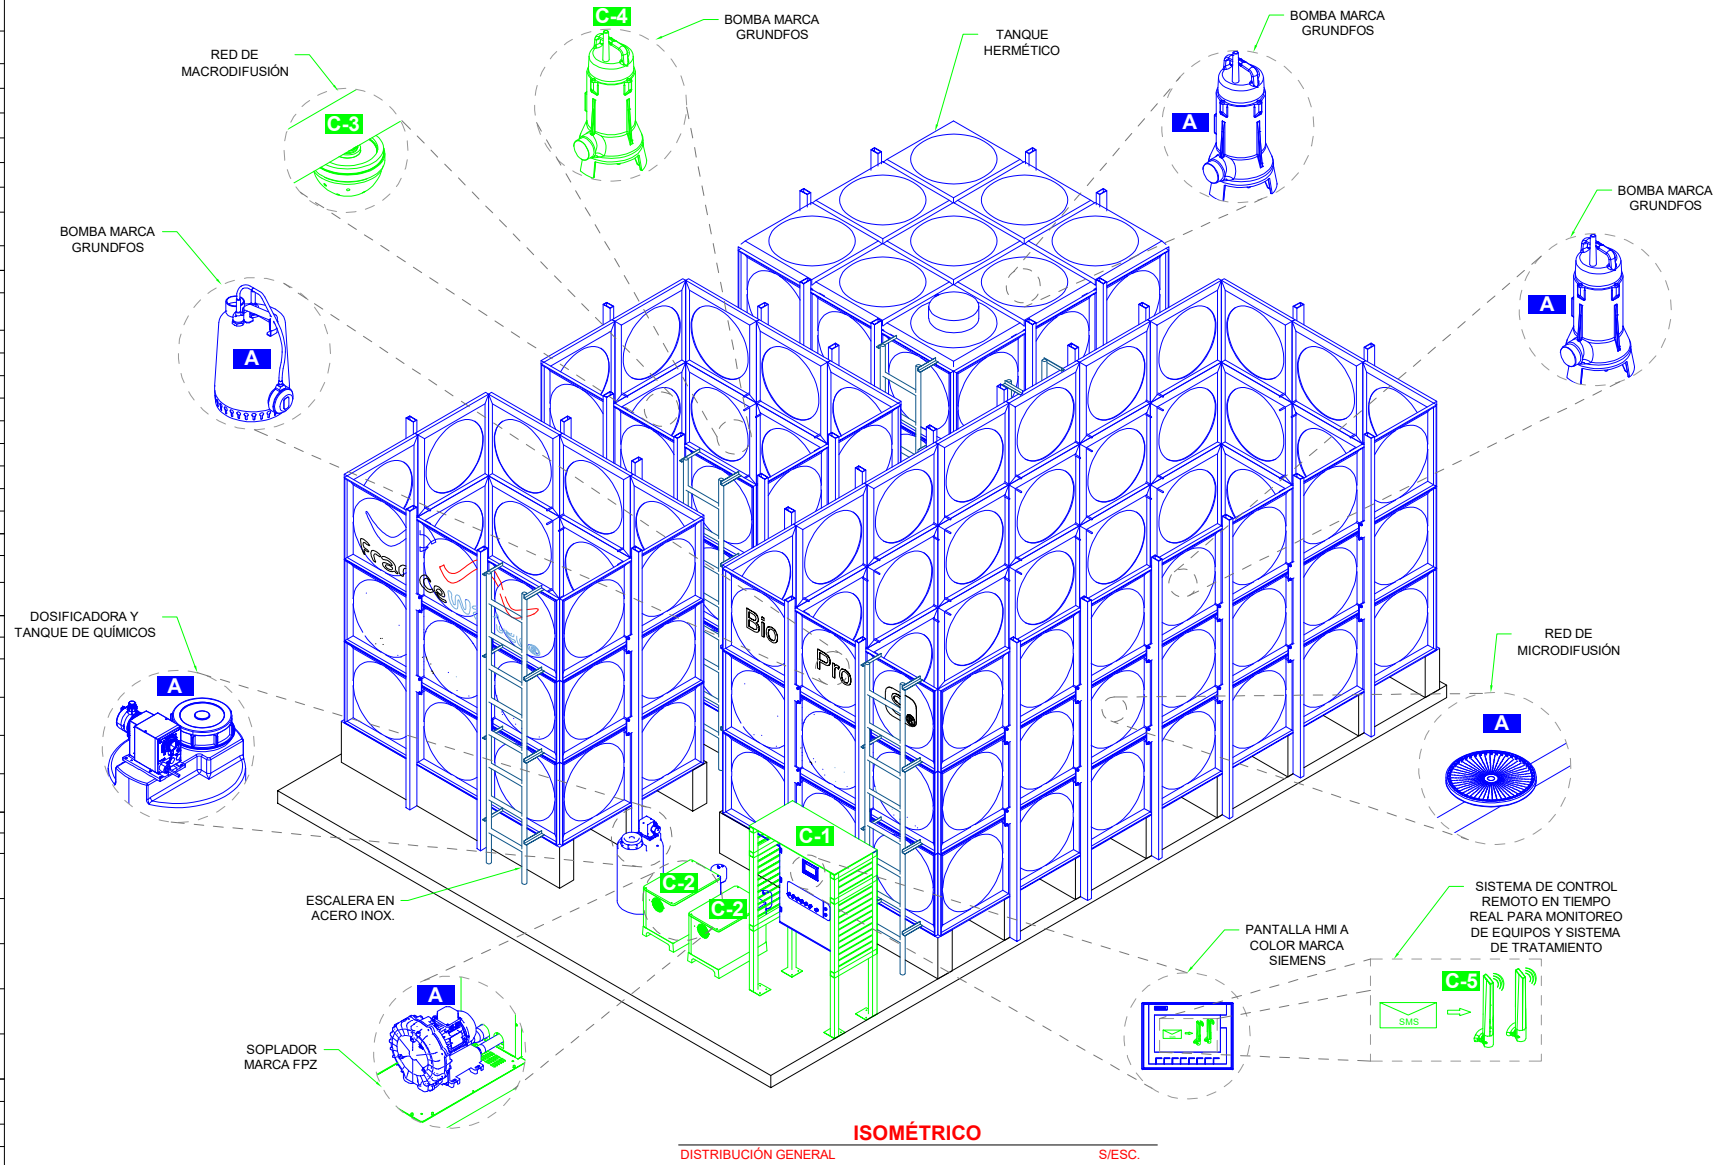 C-4
BOMBA MARCA
GRUNDFOS
RED DE
MACRODIFUSIÓN
C-3
TANQUE
HERMÉTICO
BOMBA MARCA
GRUNDFOS
A
BOMBA MARCA
GRUNDFOS
A
BOMBA MARCA
GRUNDFOS
A
DOSIFICADORA Y
TANQUE DE QUÍMICOS
A
Bio
Pro
RED DE
MICRODIFUSIÓN
A
C-1
C-2
C-2
ESCALERA EN
ACERO INOX.
A
SOPLADOR
MARCA FPZ
PANTALLA HMI A
COLOR MARCA
SIEMENS
SISTEMA DE CONTROL
REMOTO EN TIEMPO
REAL PARA MONITOREO
DE EQUIPOS Y SISTEMA
DE TRATAMIENTO
C-5
SMS
ISOMÉTRICO
DISTRIBUCIÓN GENERAL
S/ESC.